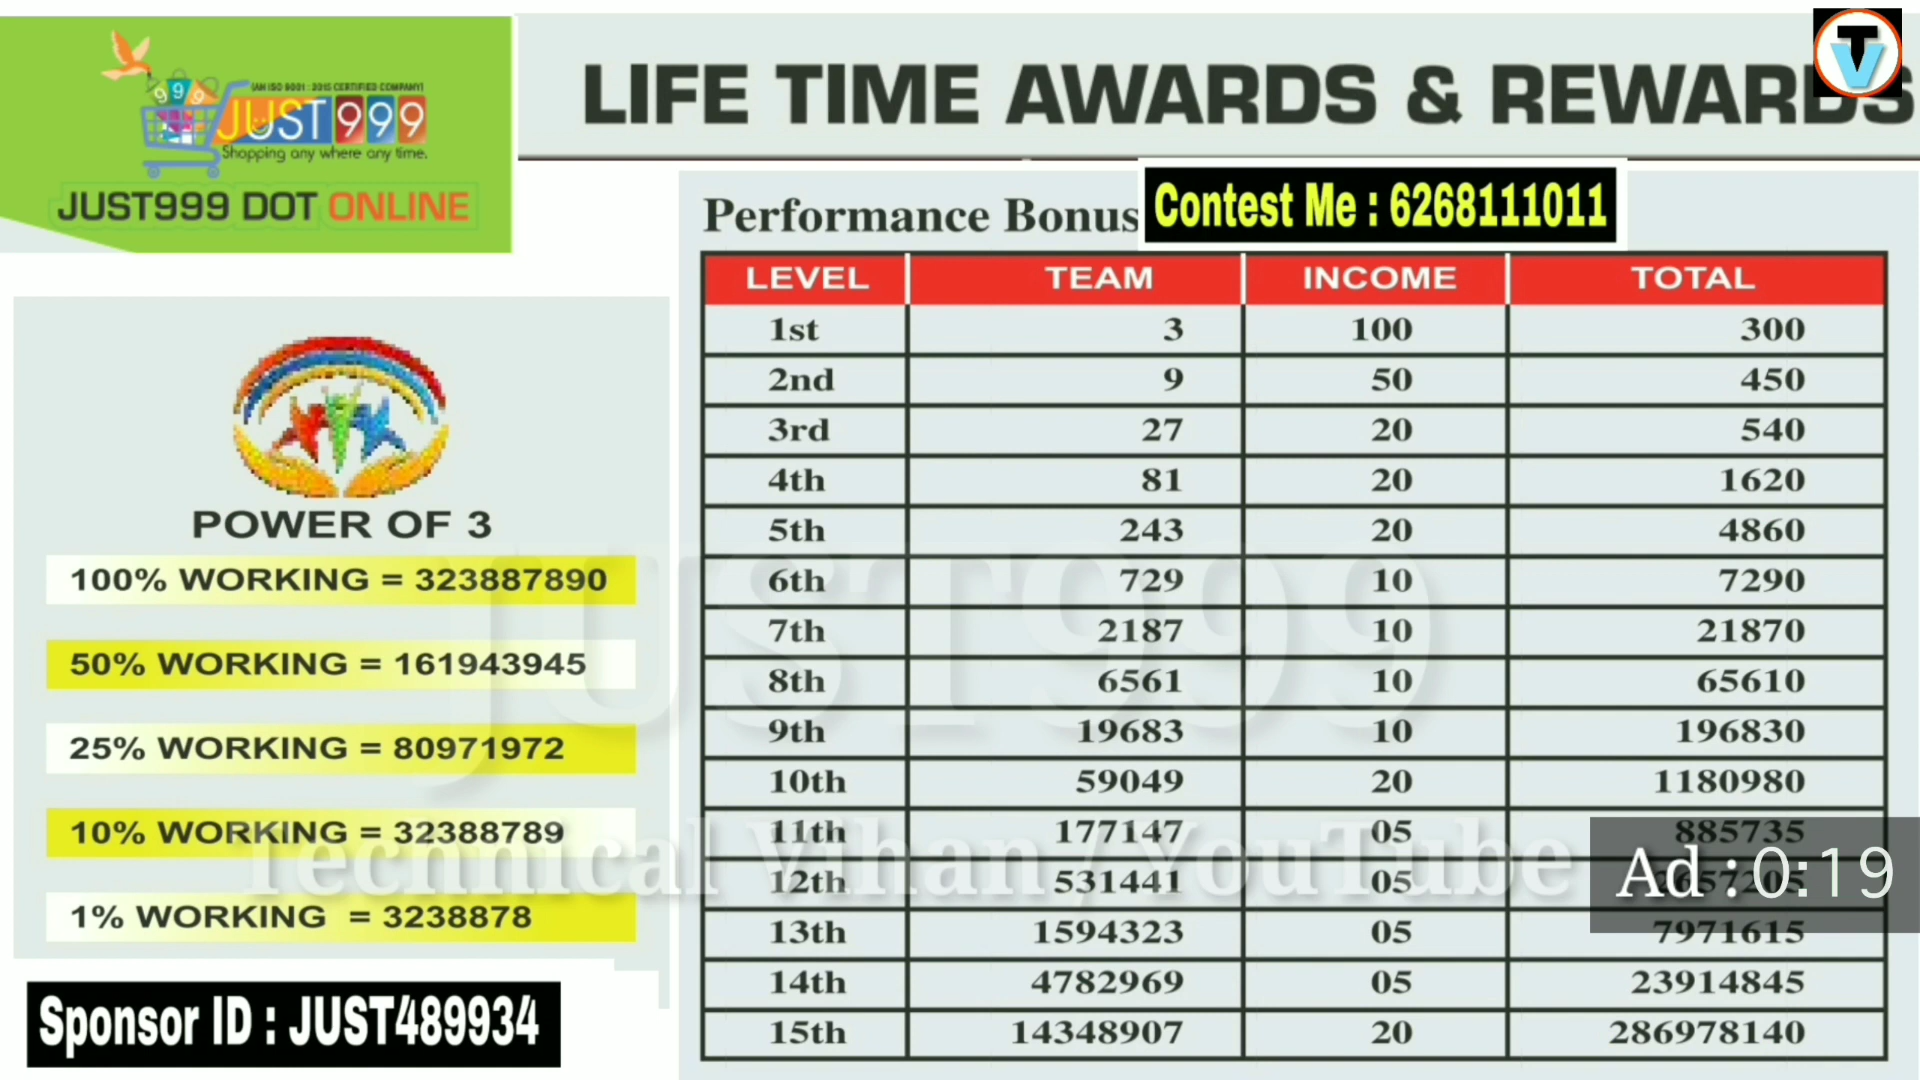 [AN ISO 9001 : 2015 CERTIFIED COMPANY]
999
JUST 999
Shopping any where any time.
JUST999 DOT ONLINE
LIFE TIME AWARDS & REWARDS
TV
Performance Bonus
Contest Me : 6268111011
LEVEL TEAM INCOME TOTAL
1st 3 100 300
2nd 9 50 450
3rd 27 20 540
4th 81 20 1620
5th 243 20 4860
6th 729 10 7290
7th 2187 10 21870
8th 6561 10 65610
9th 19683 10 196830
10th 59049 20 1180980
11th 177147 05 885735
12th 531441 05
13th 1594323 05 7971615
14th 4782969 05 23914845
15th 14348907 20 286978140
POWER OF 3
100% WORKING = 323887890
50% WORKING = 161943945
25% WORKING = 80971972
10% WORKING = 32388789
1% WORKING = 3238878
Sponsor ID : JUST489934
JUST999
Technical Vihan / YouTube
Ad : 0:19